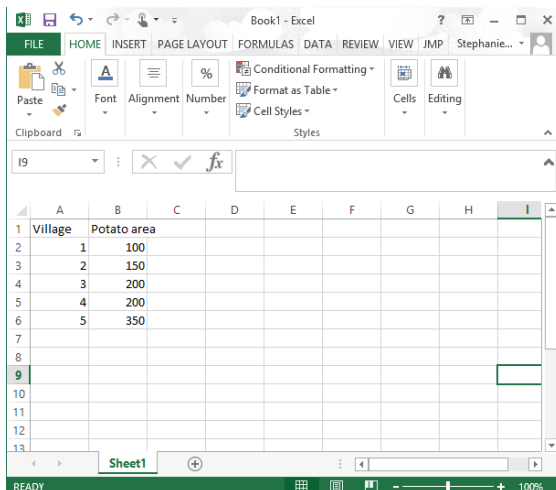 Book1 - Excel
FILE HOME INSERT PAGE LAYOUT FORMULAS DATA REVIEW VIEW JMP Stephanie...
Paste Font Alignment Number Conditional Formatting Format as Table Cell Styles Cells Editing
Clipboard Styles
I9 fx
A B C D E F G H I
1 Village Potato area
2 1 100
3 2 150
4 3 200
5 4 200
6 5 350
7
8
9
10
11
12
13
Sheet1
READY 100%